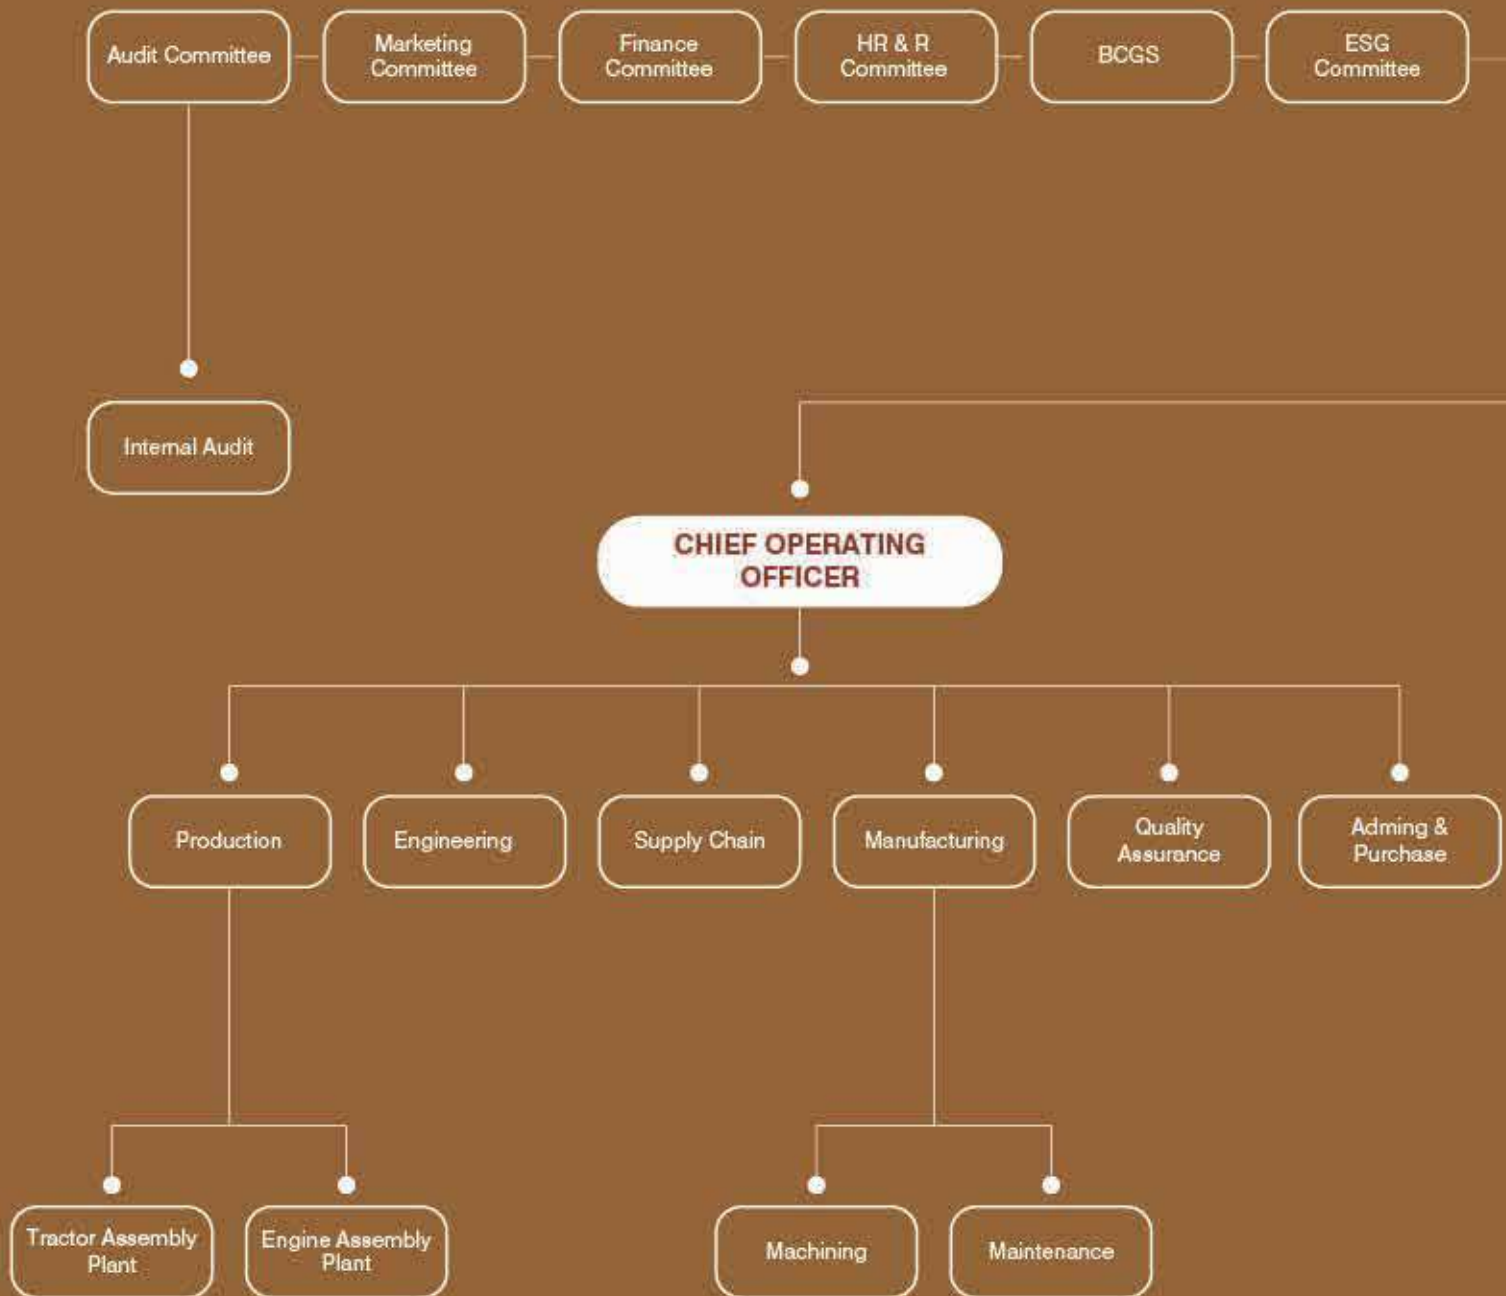 Audit Committee
Marketing
Committee
Finance
Committee
HR & R
Committee
BCGS
ESG
Committee
Internal Audit
CHIEF OPERATING
OFFICER
Production
Engineering
Supply Chain
Manufacturing
Quality
Assurance
Adming &
Purchase
Tractor Assembly
Plant
Engine Assembly
Plant
Machining
Maintenance